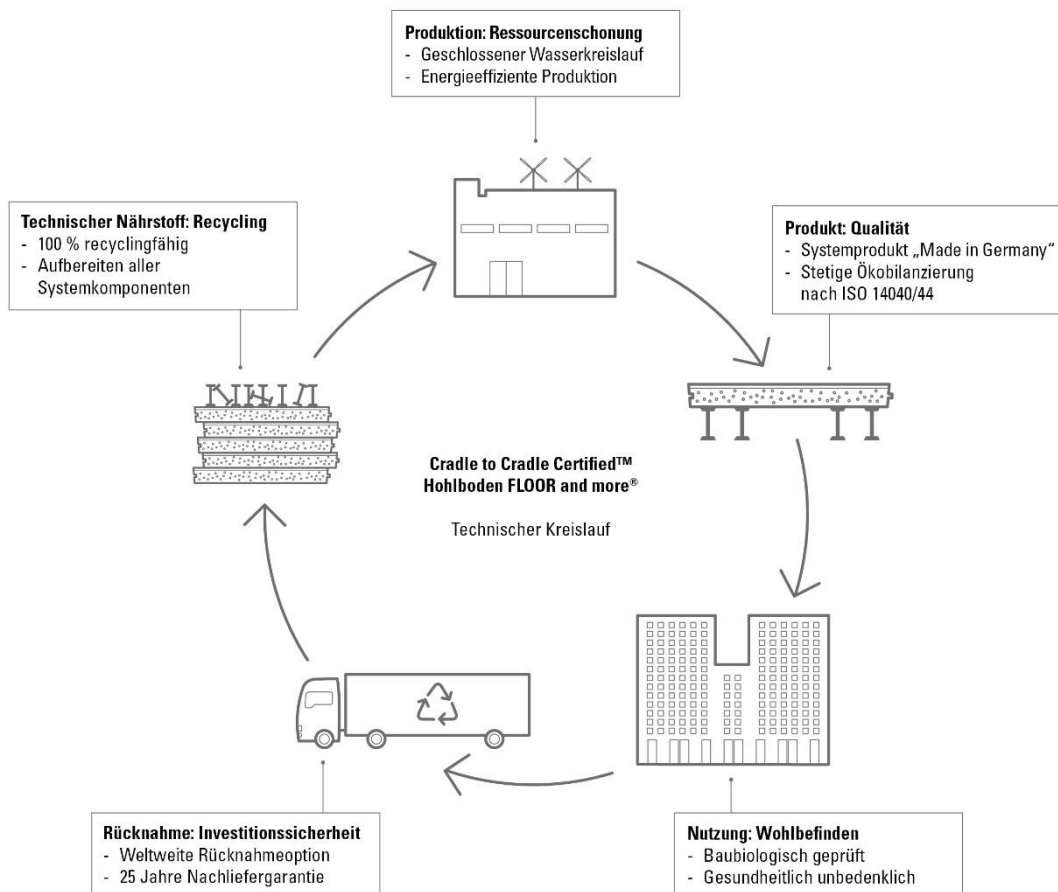 Produktion: Ressourcenschonung
- Geschlossener Wasserkreislauf
- Energieeffiziente Produktion
Technischer Nährstoff: Recycling
- 100 % recyclingfähig
- Aufbereiten aller
Systemkomponenten
Produkt: Qualität
- Systemprodukt „Made in Germany“
- Stetige Ökobilanzierung
nach ISO 14040/44
Cradle to Cradle Certified™
Hohlboden FLOOR and more®
Technischer Kreislauf
Rücknahme: Investitionssicherheit
- Weltweite Rücknahmeoption
- 25 Jahre Nachliefergarantie
Nutzung: Wohlbefinden
- Baubiologisch geprüft
- Gesundheitlich unbedenklich